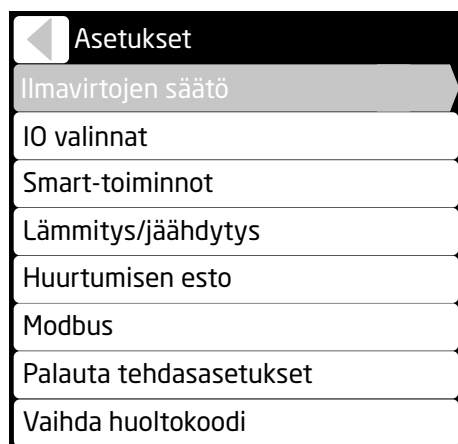 Asetukset
Ilmavirtojen säätö
IO valinnat
Smart-toiminnot
Lämmitys/jäähdytys
Huurtumisen esto
Modbus
Palauta tehdasasetukset
Vaihda huoltokoodi